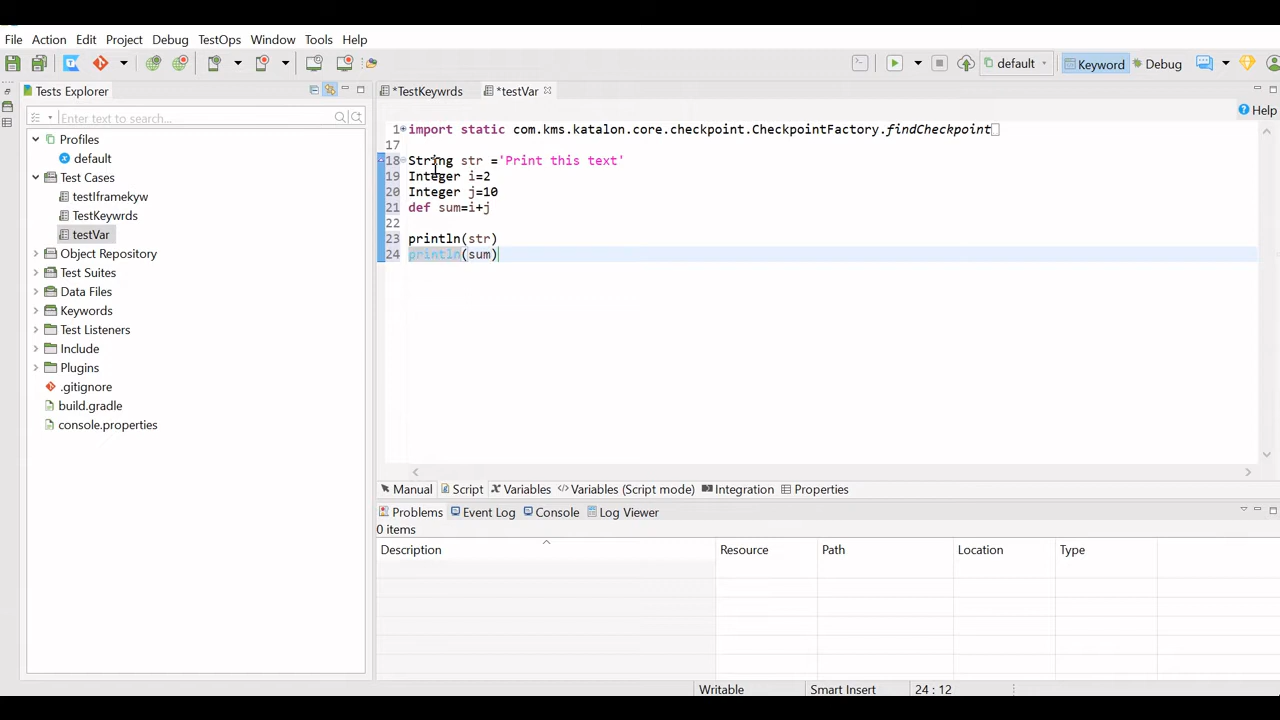 File Action Edit Project Debug TestOps Window Tools Help
default Keyword Debug
Tests Explorer
*TestKeywrds *testVar
Help
Enter text to search...
Profiles
default
Test Cases
testIframekyw
TestKeywrds
testVar
Object Repository
Test Suites
Data Files
Keywords
Test Listeners
Include
Plugins
.gitignore
build.gradle
console.properties
1 import static com.kms.katalon.core.checkpoint.CheckpointFactory.findCheckpoint
17
18 String str ='Print this text'
19 Integer i=2
20 Integer j=10
21 def sum=i+j
22
23 println(str)
24 println(sum)
Manual Script Variables Variables (Script mode) Integration Properties
Problems Event Log Console Log Viewer
0 items
Description Resource Path Location Type
Writable Smart Insert 24 : 12